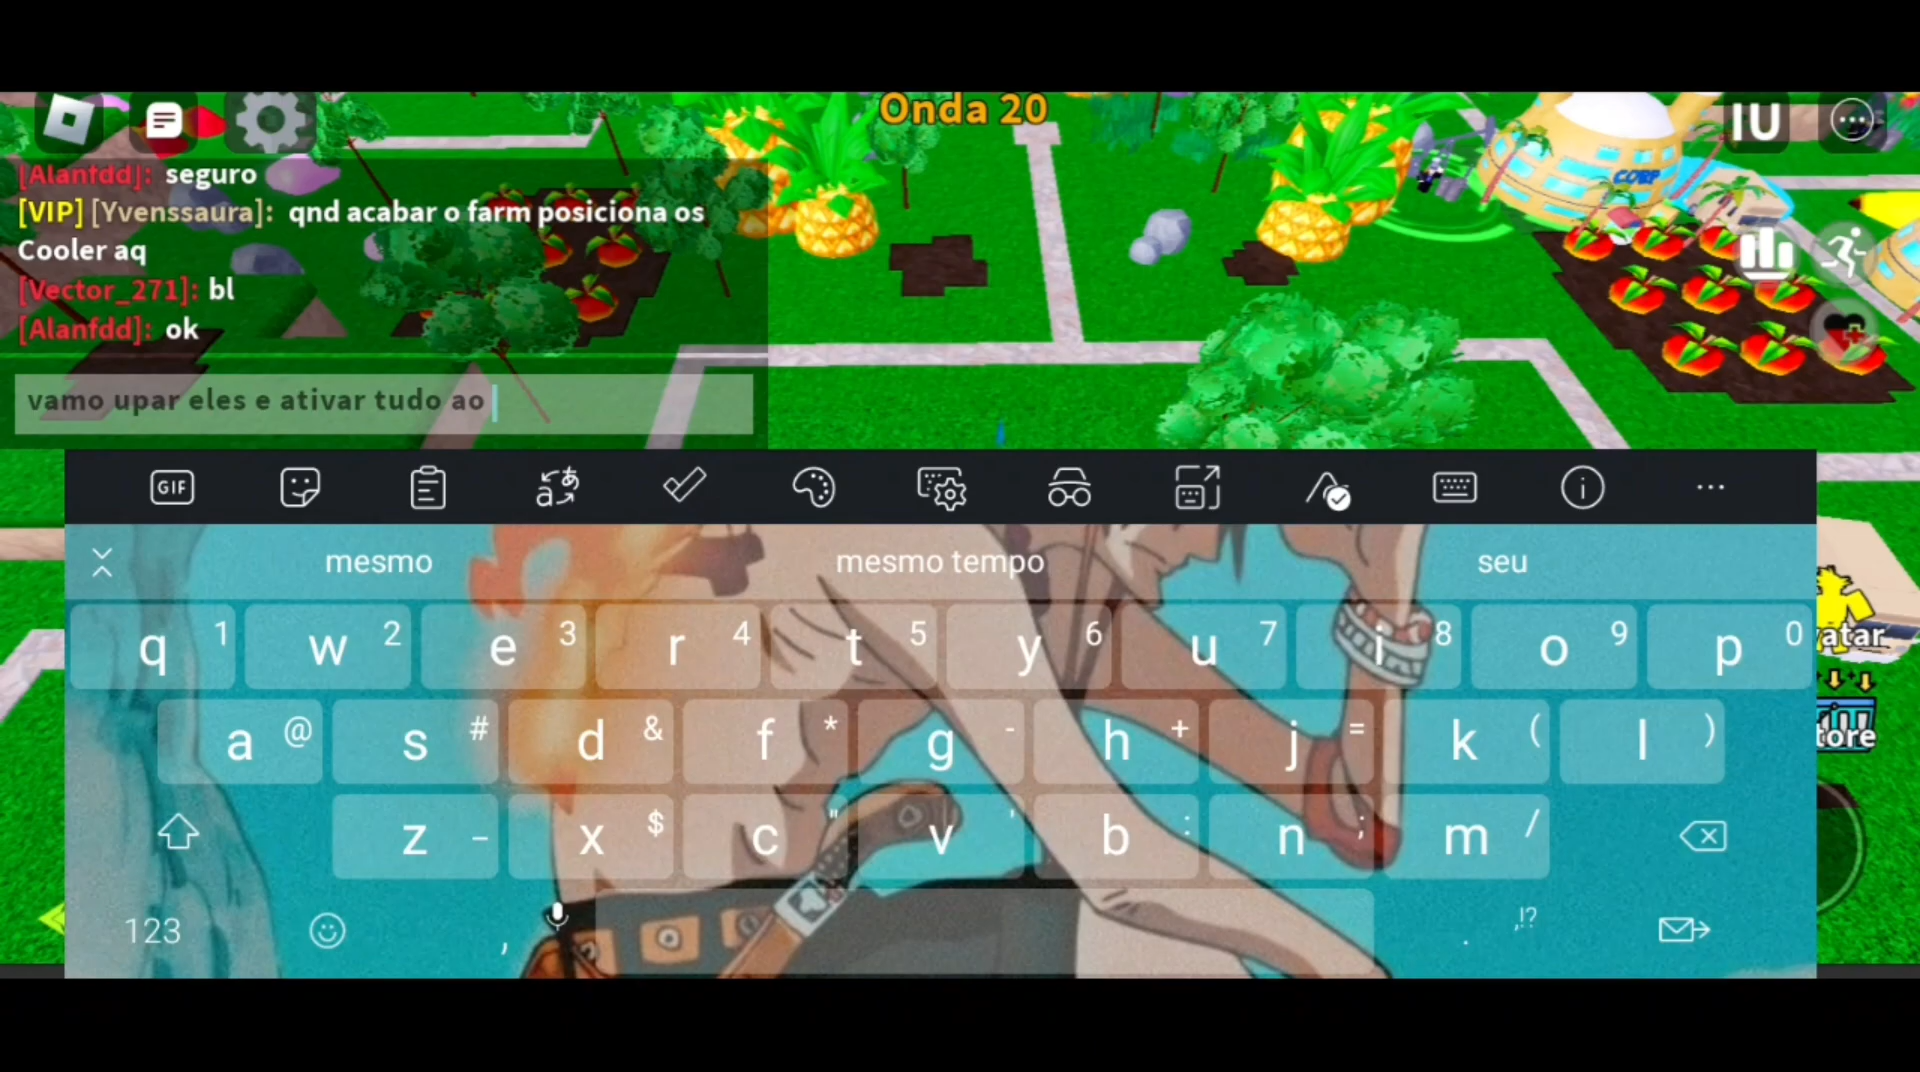 Onda 20
IU
[Alanfdd]: seguro
[VIP] [Yvenssaura]: qnd acabar o farm posiciona os
Cooler aq
[Vector_271]: bl
[Alanfdd]: ok
vamo upar eles e ativar tudo ao
CORP
GIF
mesmo mesmo tempo seu
q 1 w 2 e 3 r 4 t 5 y 6 u 7 i 8 o 9 p 0
a @ s # d & f * g - h + j = k ( l )
z _ x $ c " v ' b : n ; m /
123 , . ,!?
vatar
tore